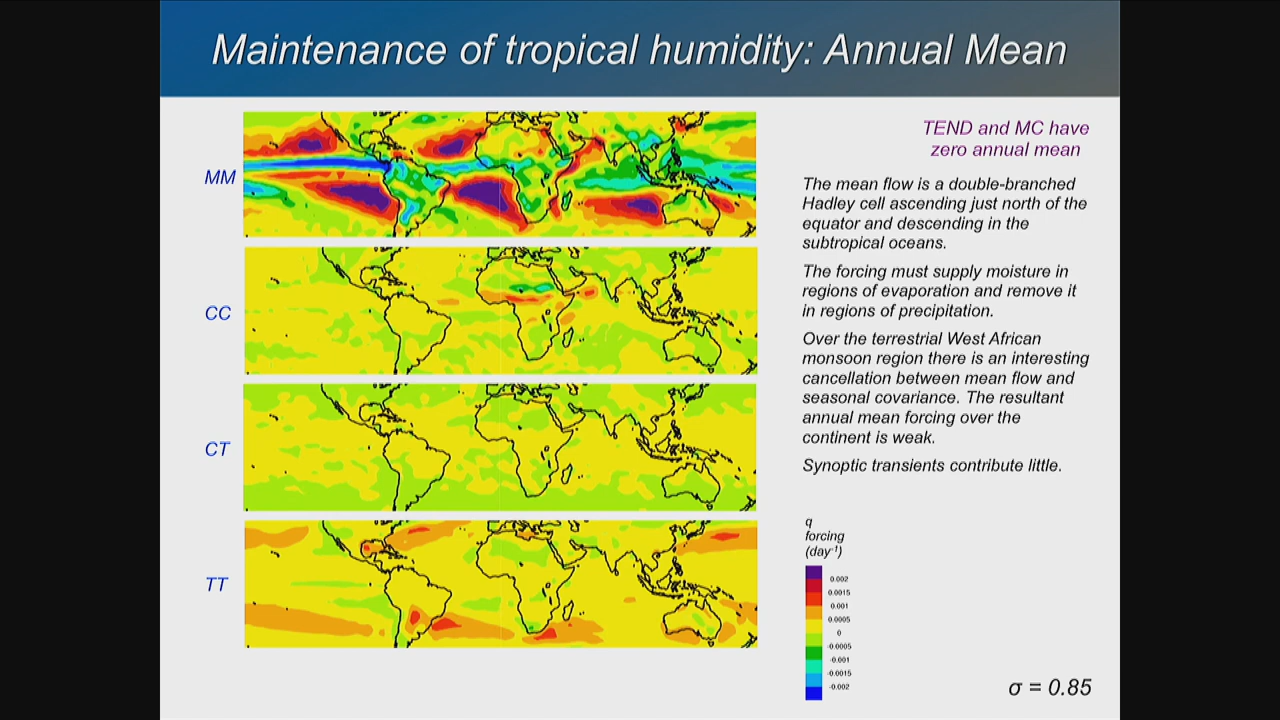 Maintenance of tropical humidity: Annual Mean
MM
CC
CT
TT
TEND and MC have
zero annual mean
The mean flow is a double-branched
Hadley cell ascending just north of the
equator and descending in the
subtropical oceans.
The forcing must supply moisture in
regions of evaporation and remove it
in regions of precipitation.
Over the terrestrial West African
monsoon region there is an interesting
cancellation between mean flow and
seasonal covariance. The resultant
annual mean forcing over the
continent is weak.
Synoptic transients contribute little.
q
forcing
(day⁻¹)
0.002
0.0015
0.001
0.0005
0
-0.0005
-0.001
-0.0015
-0.002
σ = 0.85